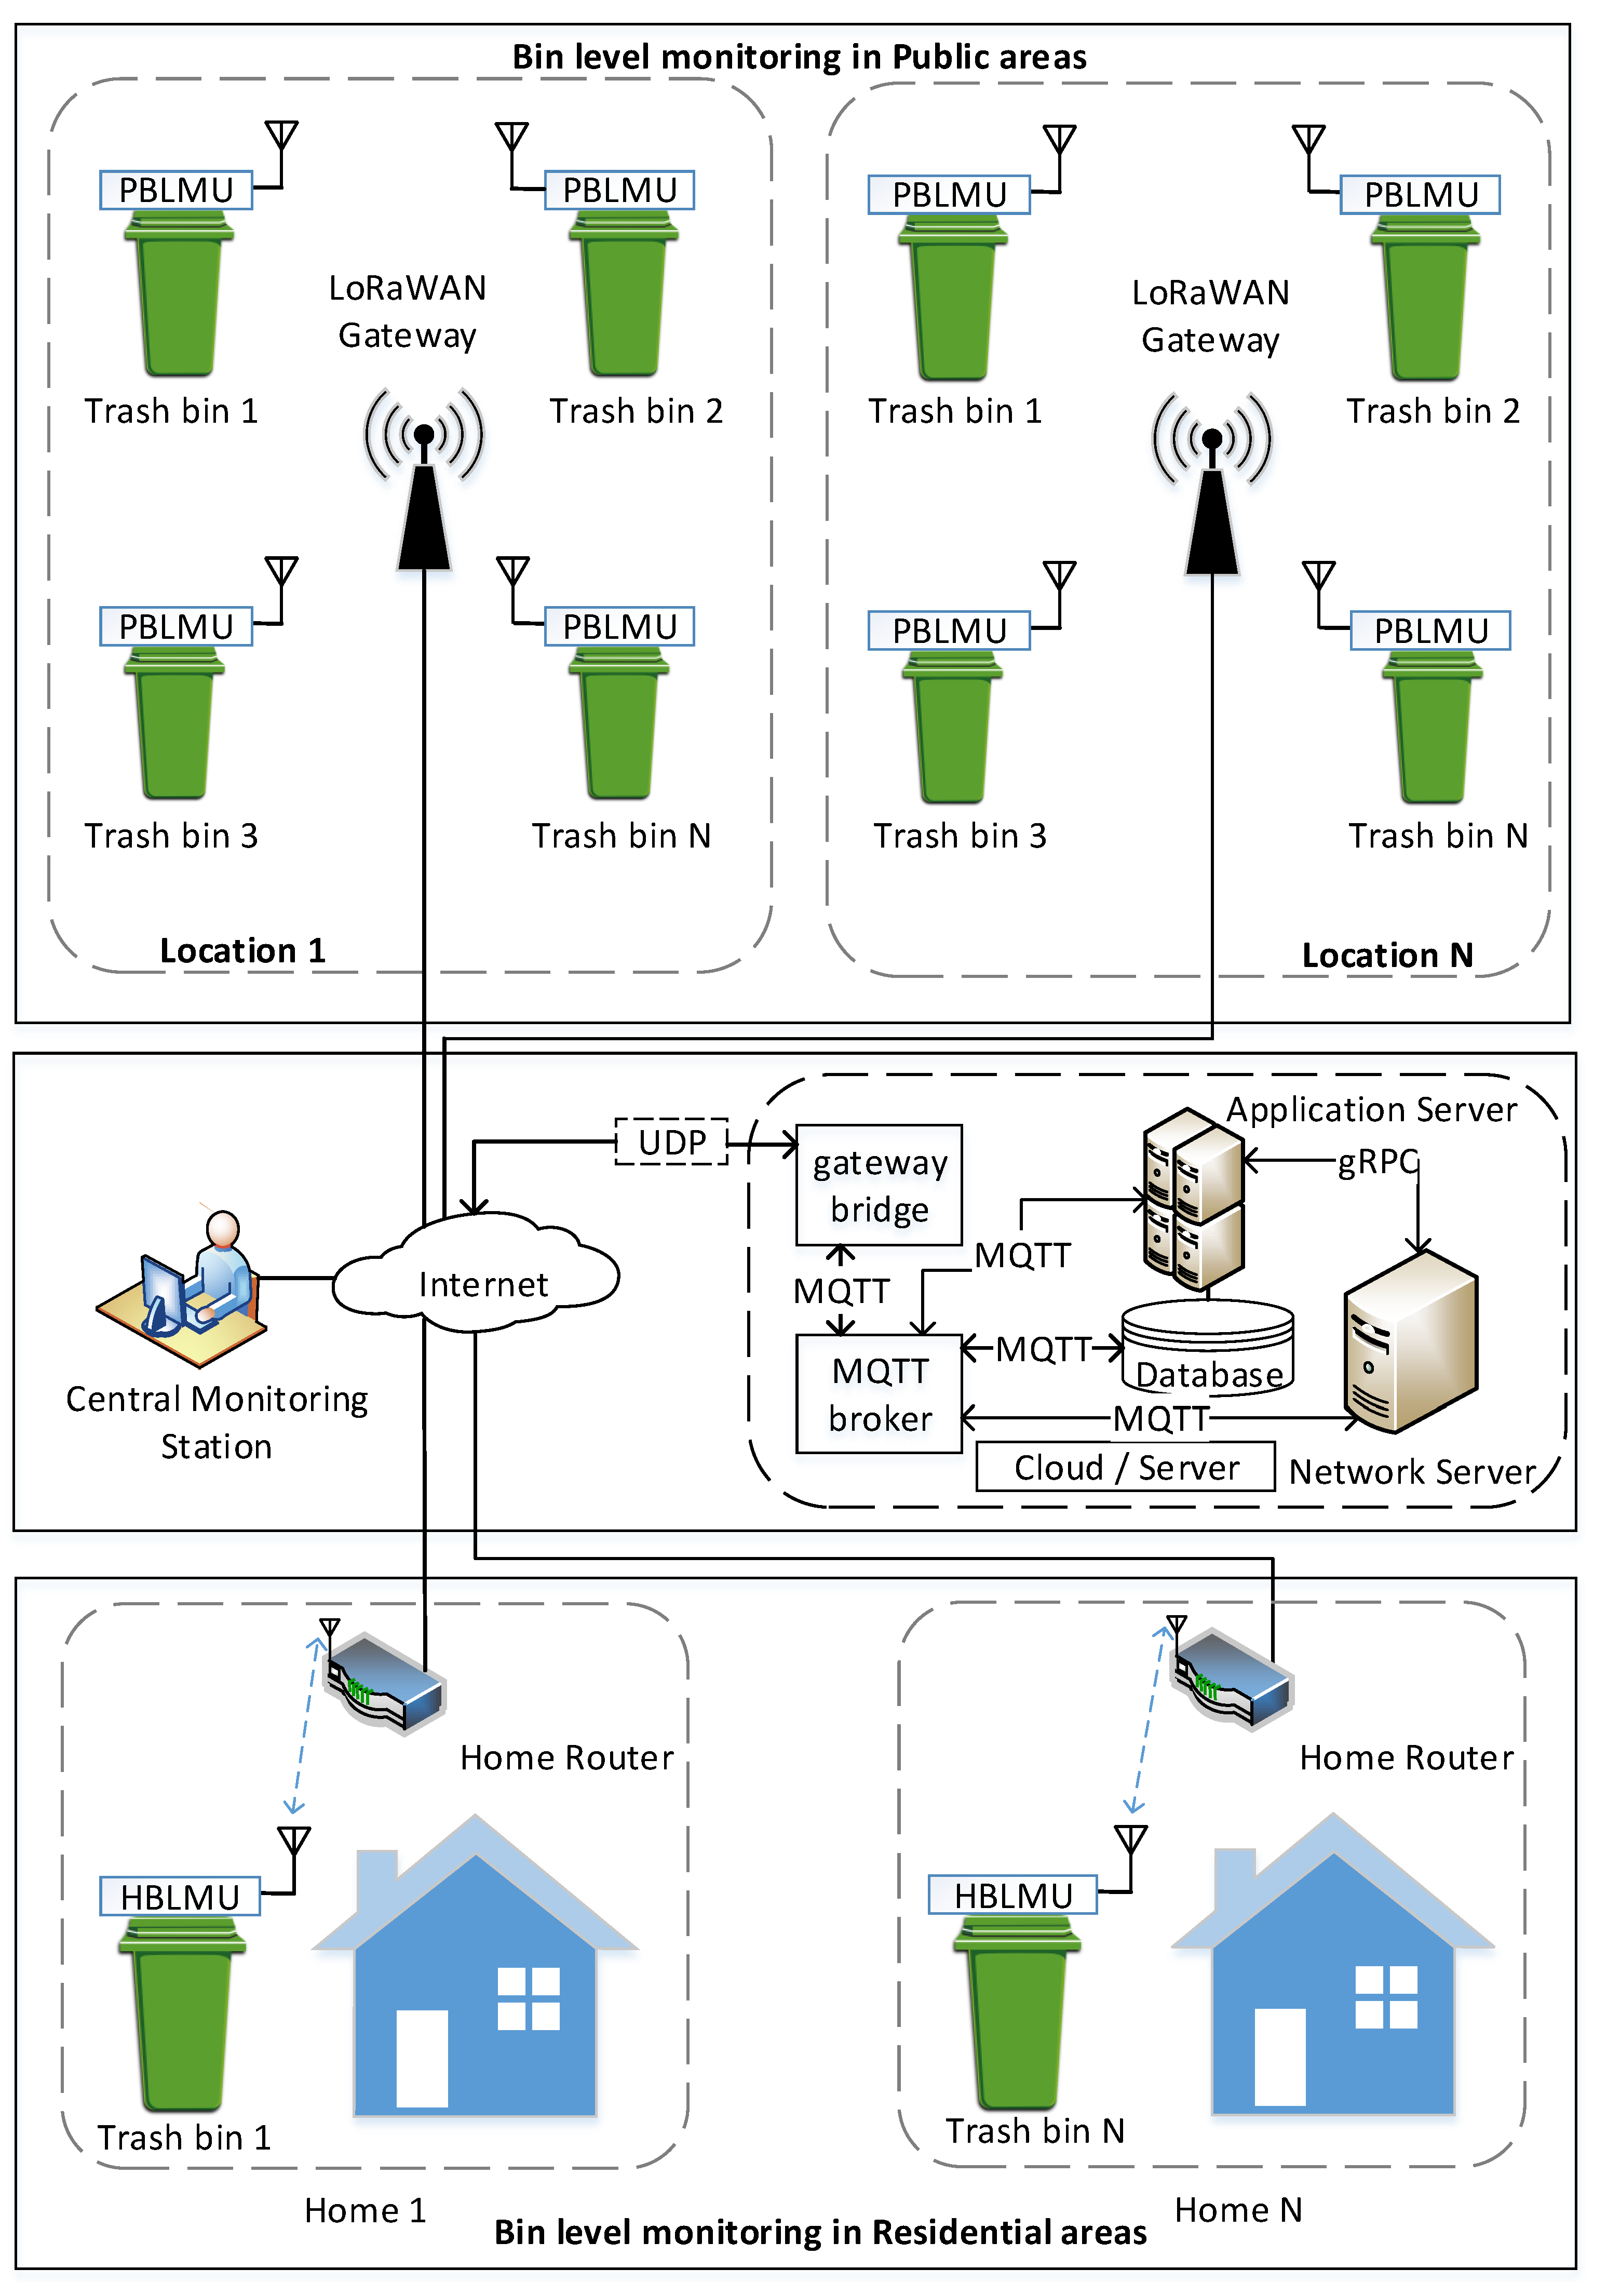 Bin level monitoring in Public areas
PBLMU
PBLMU
LoRaWAN
Gateway
Trash bin 1
Trash bin 2
PBLMU
PBLMU
Trash bin 3
Trash bin N
Location 1
PBLMU
PBLMU
LoRaWAN
Gateway
Trash bin 1
Trash bin 2
PBLMU
PBLMU
Trash bin 3
Trash bin N
Location N
Central Monitoring
Station
Internet
UDP
gateway
bridge
MQTT
MQTT
broker
MQTT
MQTT
MQTT
Application Server
gRPC
Database
Cloud / Server
Network Server
Home Router
HBLMU
Trash bin 1
Home 1
Home Router
HBLMU
Trash bin N
Home N
Bin level monitoring in Residential areas